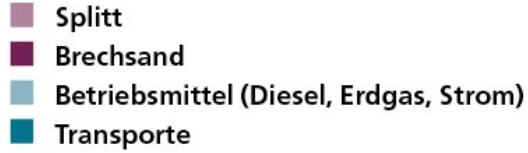 Splitt
Brechsand
Betriebsmittel (Diesel, Erdgas, Strom)
Transporte